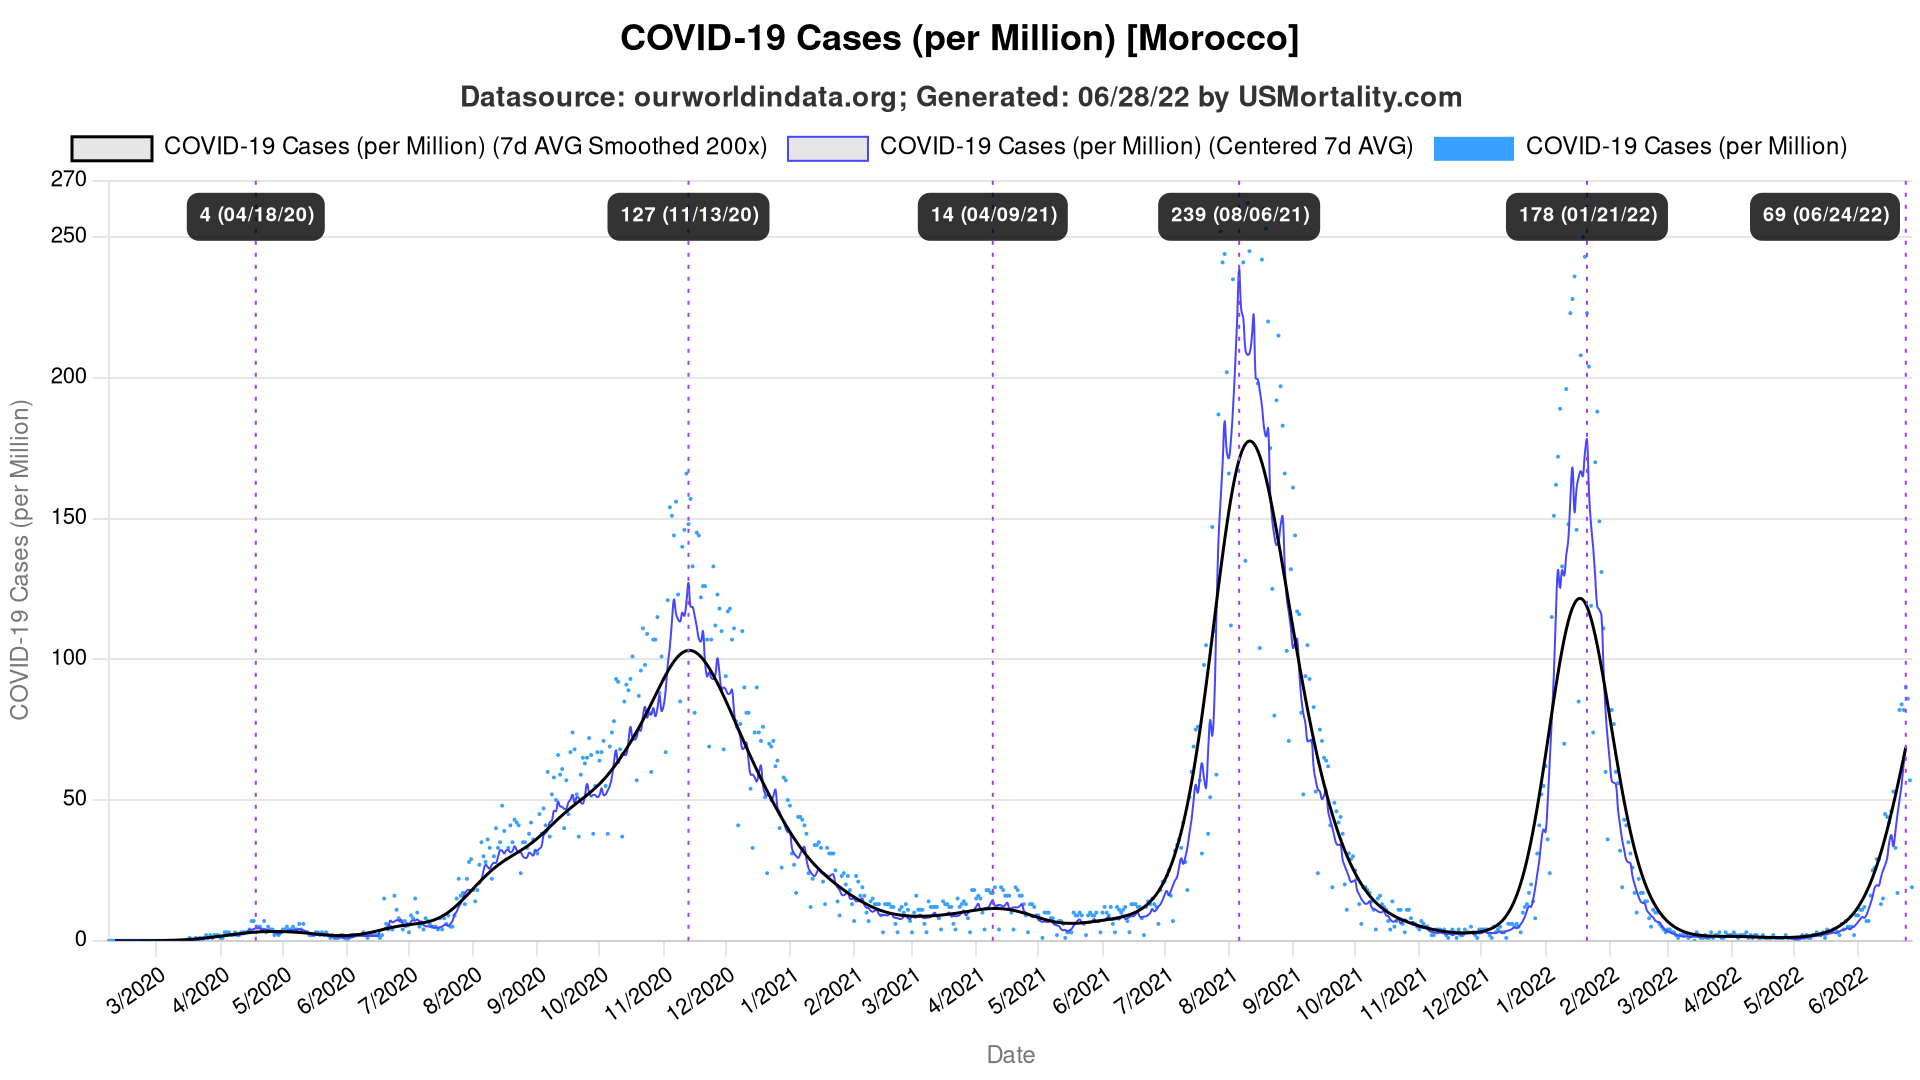 COVID-19 Cases (per Million) [Morocco]
Datasource: ourworldindata.org; Generated: 06/28/22 by USMortality.com
COVID-19 Cases (per Million) (7d AVG Smoothed 200x) COVID-19 Cases (per Million) (Centered 7d AVG) COVID-19 Cases (per Million)
4 (04/18/20) 127 (11/13/20) 14 (04/09/21) 239 (08/06/21) 178 (01/21/22) 69 (06/24/22)
270
250
200
150
100
50
0
COVID-19 Cases (per Million)
3/2020 4/2020 5/2020 6/2020 7/2020 8/2020 9/2020 10/2020 11/2020 12/2020 1/2021 2/2021 3/2021 4/2021 5/2021 6/2021 7/2021 8/2021 9/2021 10/2021 11/2021 12/2021 1/2022 2/2022 3/2022 4/2022 5/2022 6/2022
Date